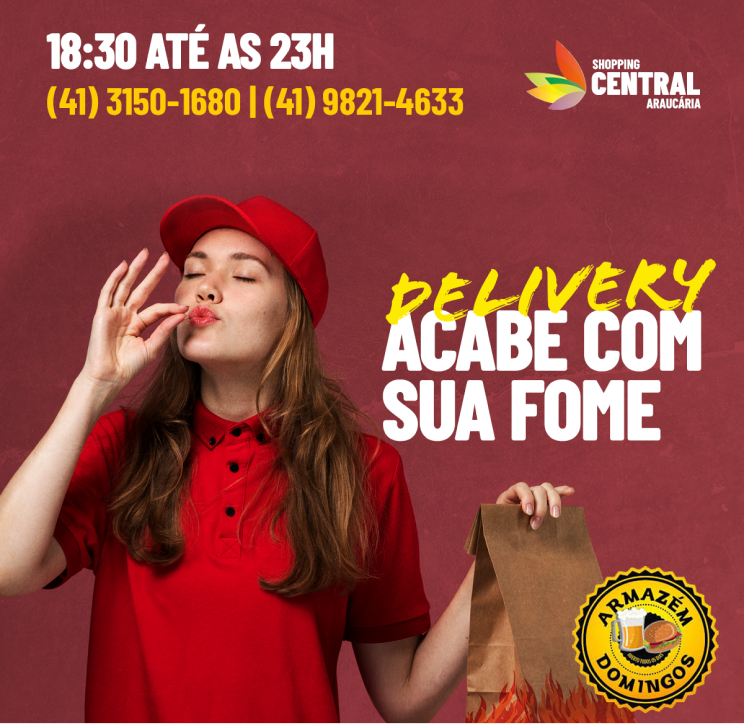 18:30 ATÉ AS 23H
(41) 3150-1680 | (41) 9821-4633
SHOPPING
CENTRAL
ARAUCÁRIA
DELIVERY
ACABE COM
SUA FOME
ARMAZÉM
DOMINGOS